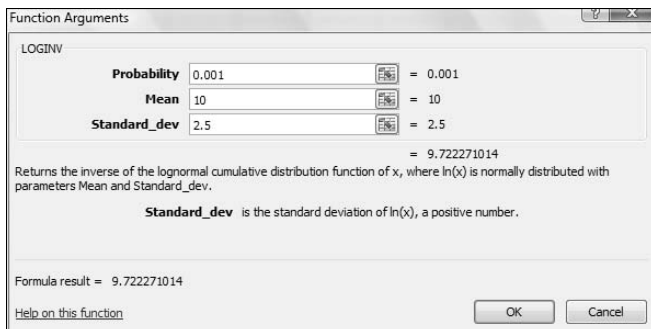 Function Arguments
LOGINV
Probability 0.001 = 0.001
Mean 10 = 10
Standard_dev 2.5 = 2.5
= 9.722271014
Returns the inverse of the lognormal cumulative distribution function of x, where ln(x) is normally distributed with
parameters Mean and Standard_dev.
Standard_dev is the standard deviation of ln(x), a positive number.
Formula result = 9.722271014
Help on this function
OK Cancel